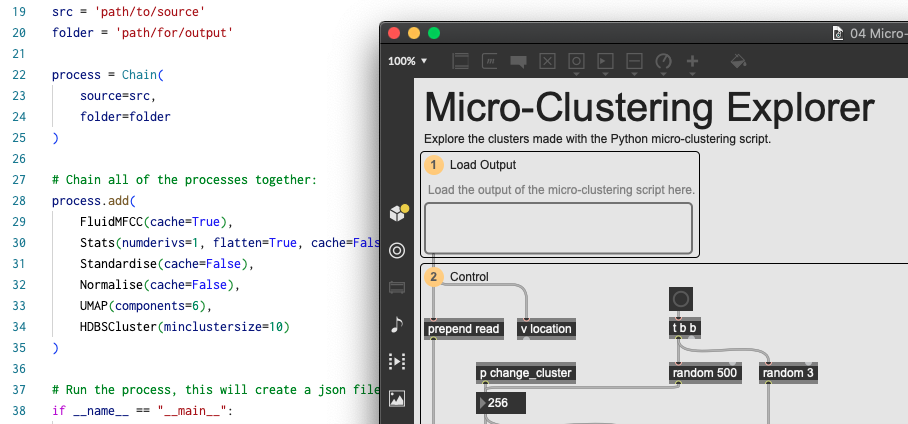 19 src = 'path/to/source'
20 folder = 'path/for/output'
21
22 process = Chain(
23     source=src,
24     folder=folder
25 )
26
27 # Chain all of the processes together:
28 process.add(
29     FluidMFCC(cache=True),
30     Stats(numderivs=1, flatten=True, cache=Fals
31     Standardise(cache=False),
32     Normalise(cache=False),
33     UMAP(components=6),
34     HDBSCluster(minclustersize=10)
35 )
36
37 # Run the process, this will create a json file
38 if __name__ == "__main__":
04 Micro-
100%
Micro-Clustering Explorer
Explore the clusters made with the Python micro-clustering script.
1 Load Output
Load the output of the micro-clustering script here.
2 Control
prepend read
v location
t b b
p change_cluster
random 500
random 3
256